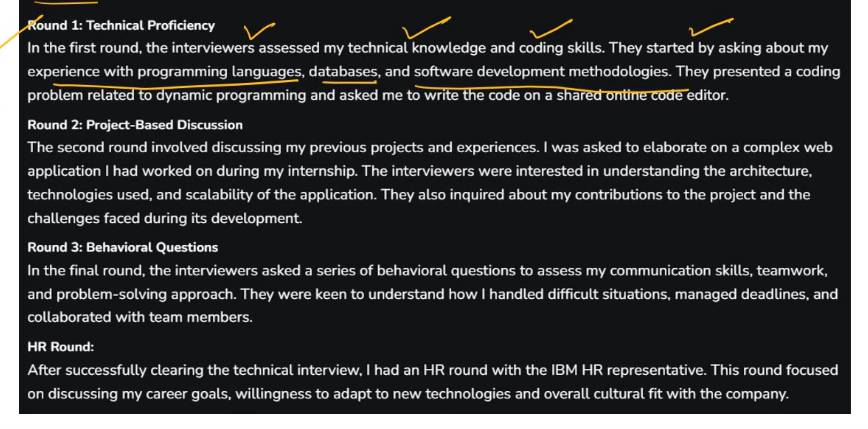 Round 1: Technical Proficiency
In the first round, the interviewers assessed my technical knowledge and coding skills. They started by asking about my
experience with programming languages, databases, and software development methodologies. They presented a coding
problem related to dynamic programming and asked me to write the code on a shared online code editor.
Round 2: Project-Based Discussion
The second round involved discussing my previous projects and experiences. I was asked to elaborate on a complex web
application I had worked on during my internship. The interviewers were interested in understanding the architecture,
technologies used, and scalability of the application. They also inquired about my contributions to the project and the
challenges faced during its development.
Round 3: Behavioral Questions
In the final round, the interviewers asked a series of behavioral questions to assess my communication skills, teamwork,
and problem-solving approach. They were keen to understand how I handled difficult situations, managed deadlines, and
collaborated with team members.
HR Round:
After successfully clearing the technical interview, I had an HR round with the IBM HR representative. This round focused
on discussing my career goals, willingness to adapt to new technologies and overall cultural fit with the company.